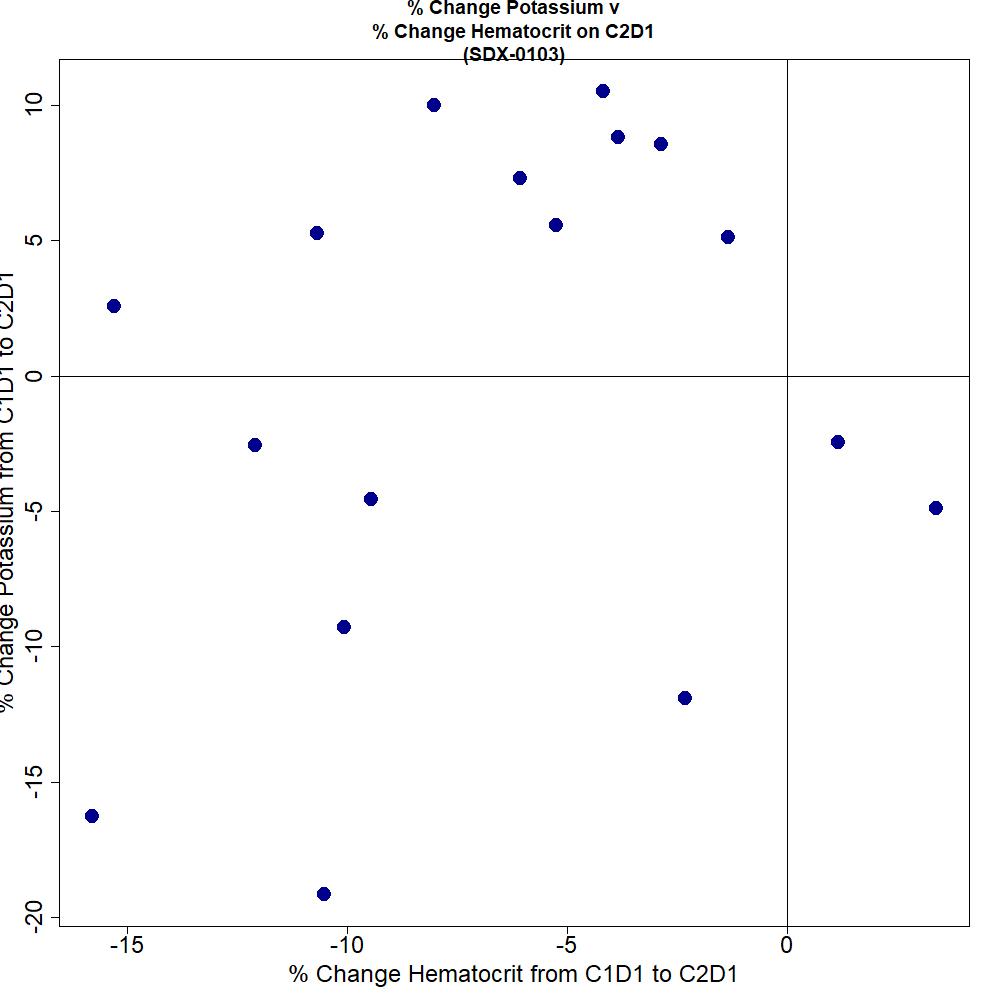 % Change Potassium v
% Change Hematocrit on C2D1
(SDX-0103)
% Change Potassium from C1D1 to C2D1
10
5
0
-5
-10
-15
-20
-15
-10
-5
0
% Change Hematocrit from C1D1 to C2D1